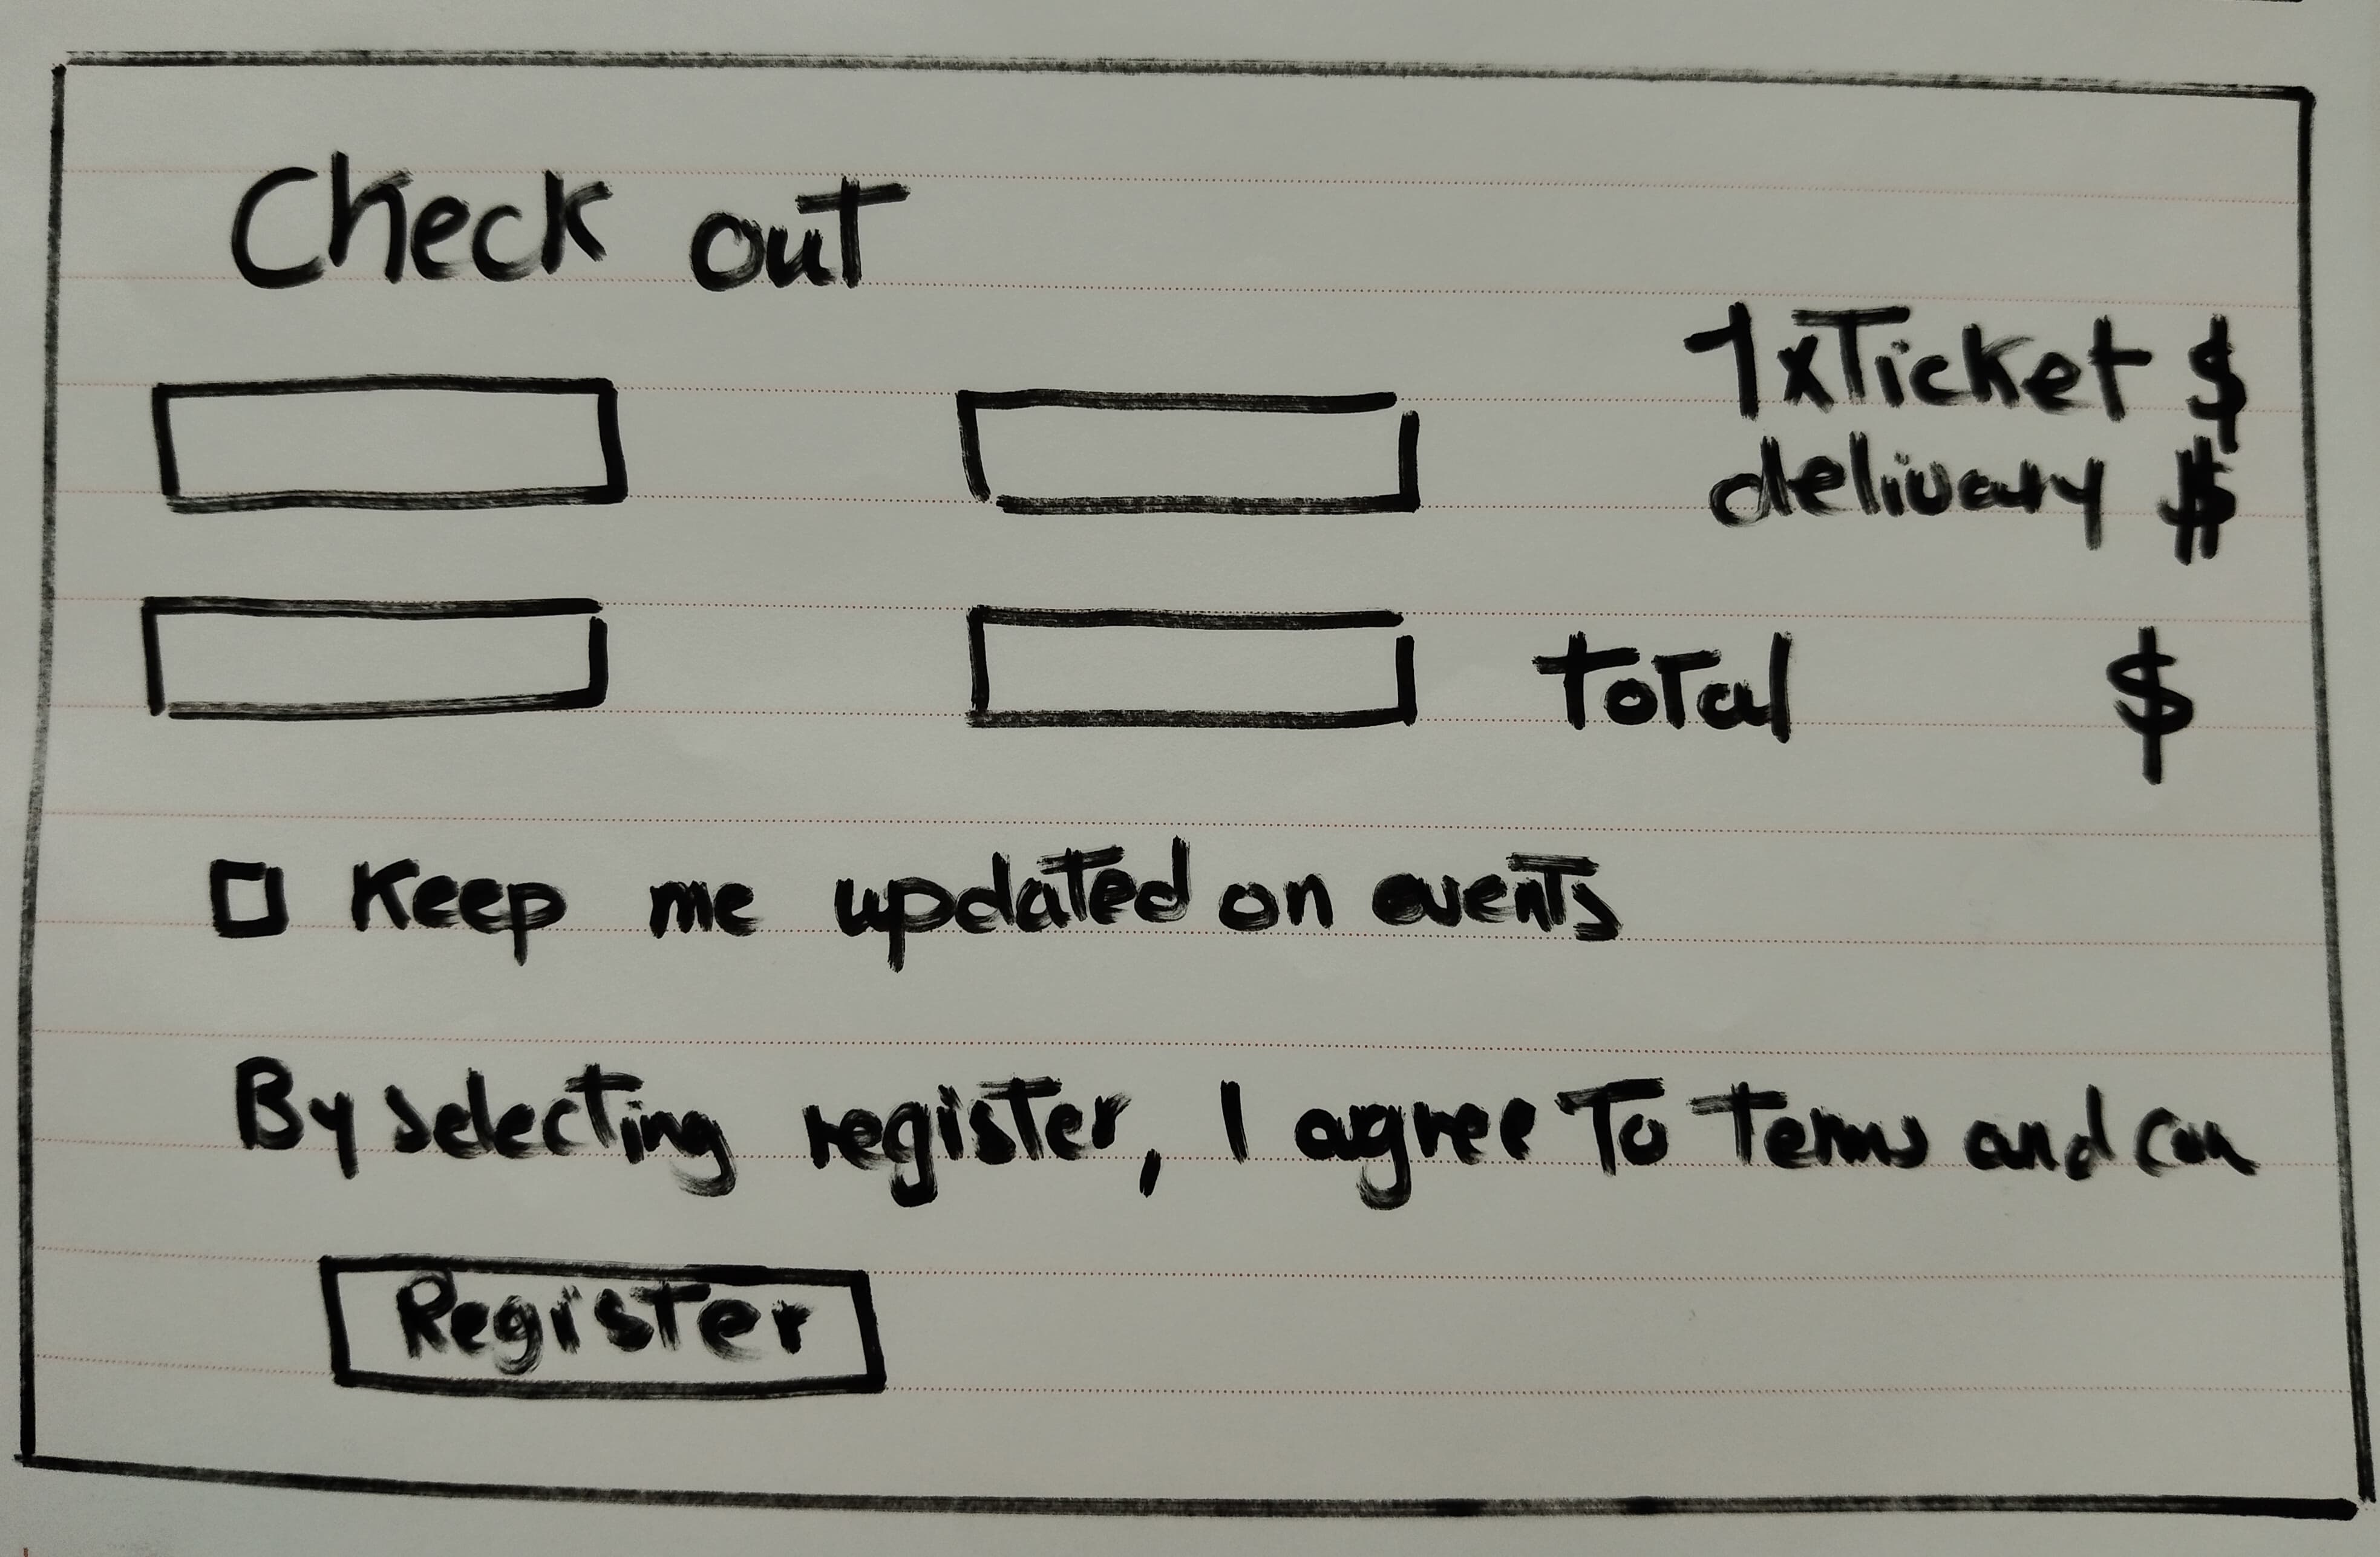 Check out
1xTicket $
delivary $
total $
Keep me updated on events
By selecting register, I agree to terms and con
Register